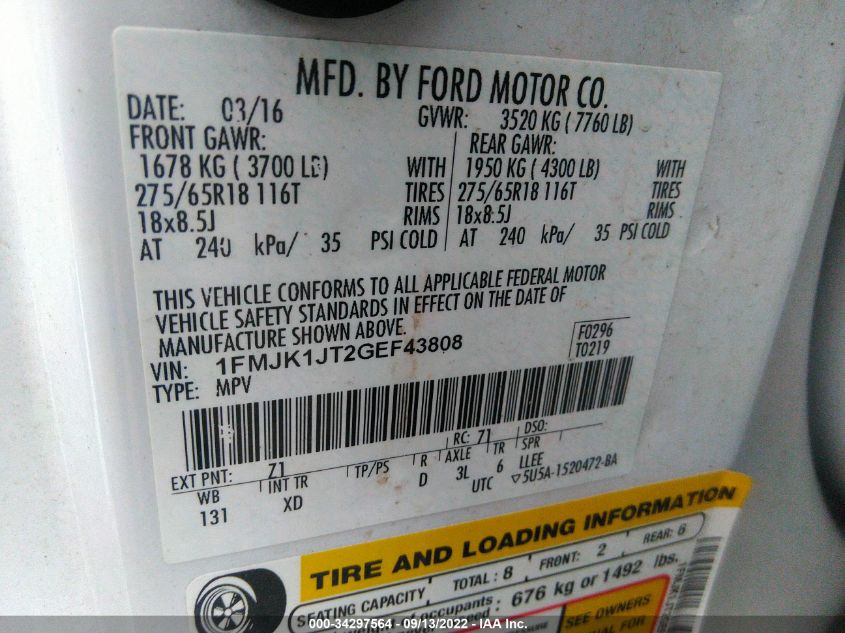 MFD. BY FORD MOTOR CO.
DATE: 03/16 GVWR: 3520 KG ( 7760 LB)
FRONT GAWR: REAR GAWR:
1678 KG ( 3700 LB) WITH 1950 KG ( 4300 LB) WITH
275/65R18 116T TIRES 275/65R18 116T TIRES
18x8.5J RIMS 18x8.5J RIMS
AT 240 kPa/ 35 PSI COLD AT 240 kPa/ 35 PSI COLD
THIS VEHICLE CONFORMS TO ALL APPLICABLE FEDERAL MOTOR
VEHICLE SAFETY STANDARDS IN EFFECT ON THE DATE OF
MANUFACTURE SHOWN ABOVE.
VIN: 1FMJK1JT2GEF43808 F0296
TYPE: MPV T0219
EXT PNT: Z1 RC: 71 DSO:
WB INT TR TP/PS R AXLE TR SPR
131 XD D 3L 6 LLEE
UTC ▽5U5A-1520472-BA
TIRE AND LOADING INFORMATION
SEATING CAPACITY TOTAL : 8 FRONT: 2 REAR: 6
occupants : 676 kg or 1492 lbs.
SEE OWNERS
MANUAL FOR
000-34297564 - 09/13/2022 - IAA Inc.